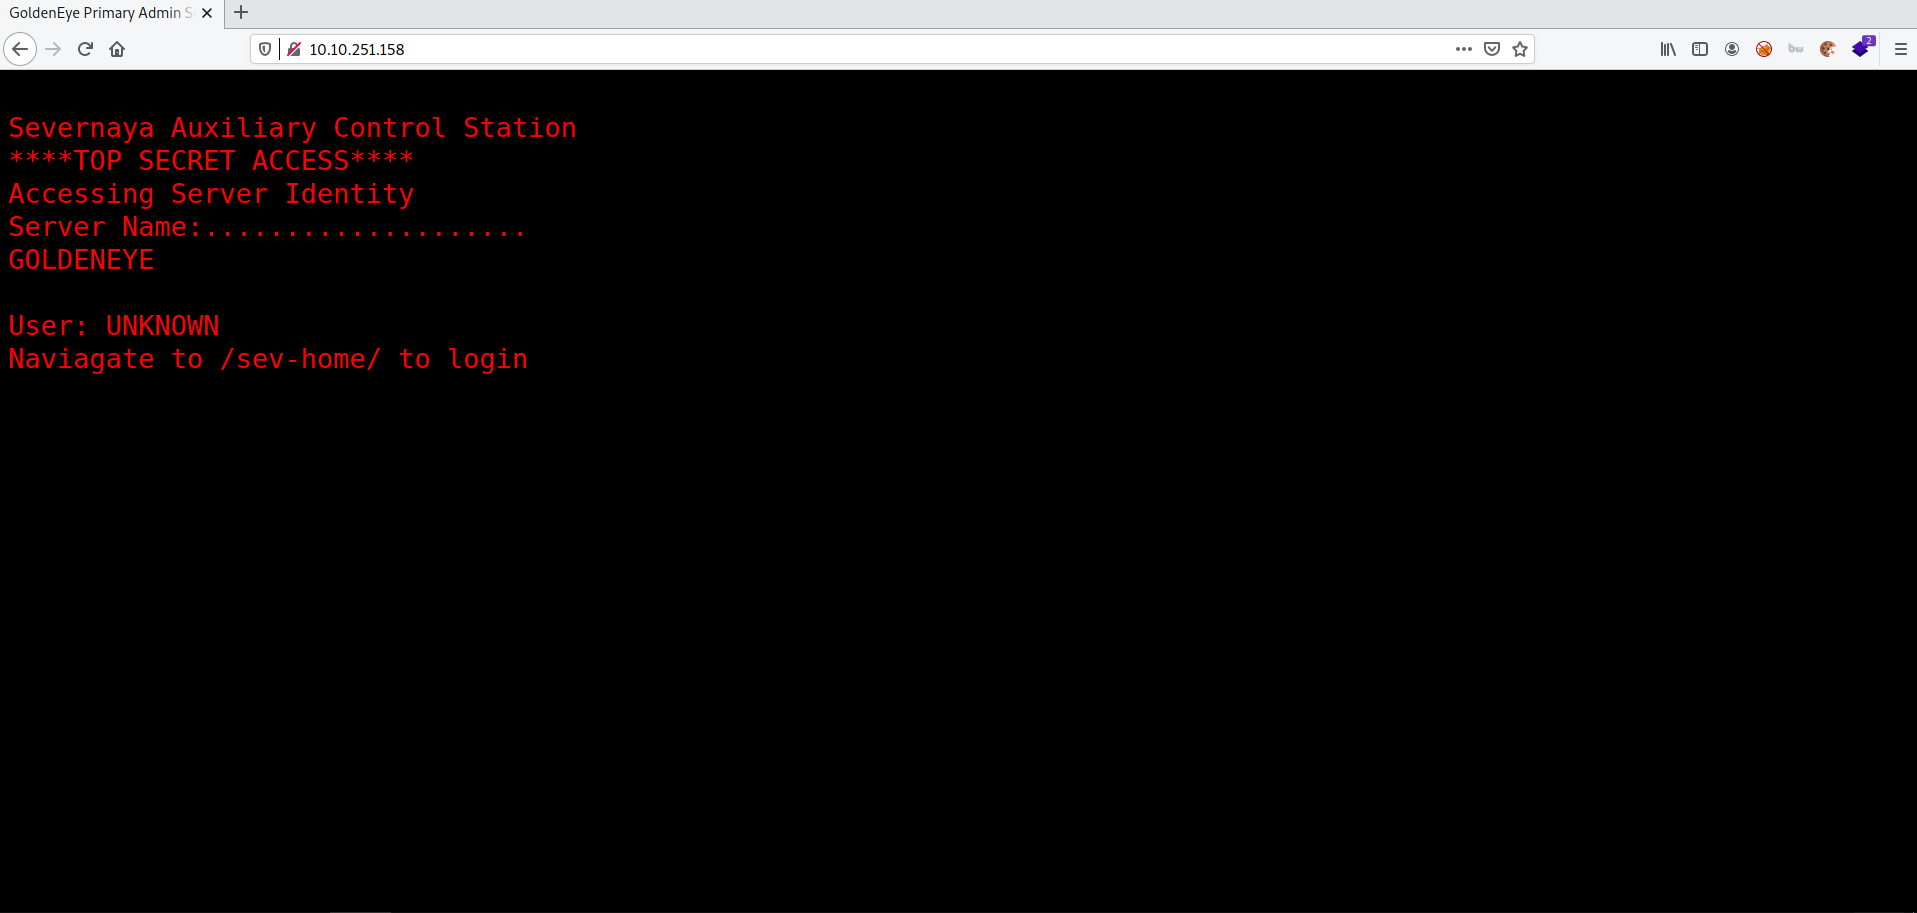 GoldenEye Primary Admin S
10.10.251.158
2
Severnaya Auxiliary Control Station
****TOP SECRET ACCESS****
Accessing Server Identity
Server Name:....................
GOLDENEYE
User: UNKNOWN
Naviagate to /sev-home/ to login